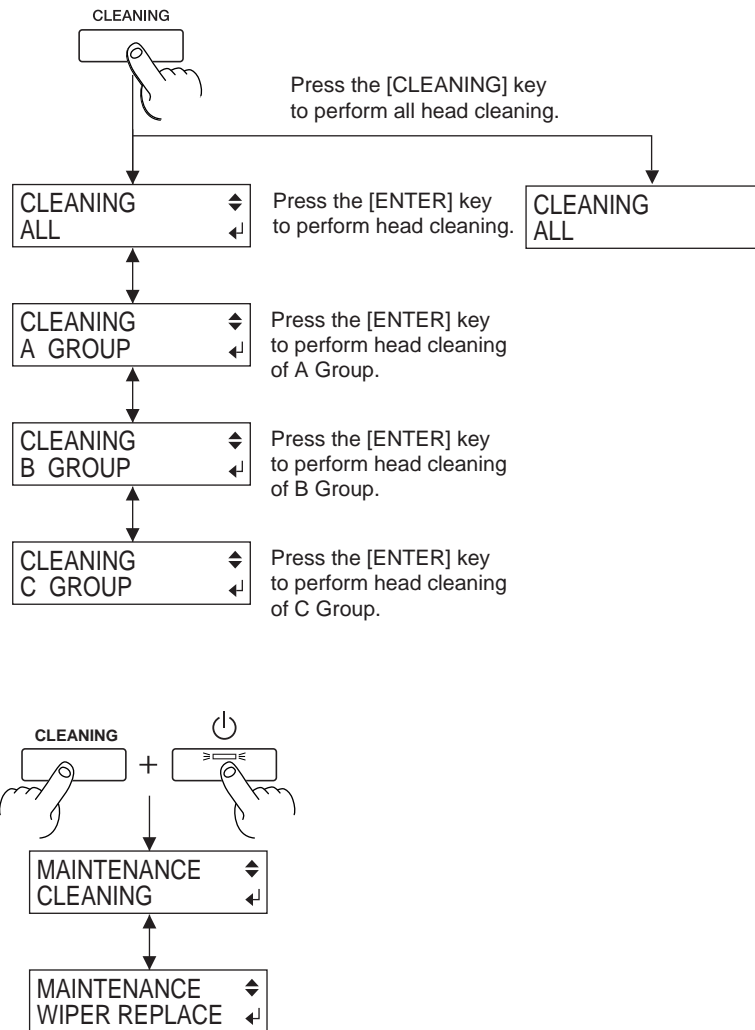 CLEANING
Press the [CLEANING] key
to perform all head cleaning.
CLEANING
ALL
Press the [ENTER] key
to perform head cleaning.
CLEANING
ALL
CLEANING
A GROUP
Press the [ENTER] key
to perform head cleaning
of A Group.
CLEANING
B GROUP
Press the [ENTER] key
to perform head cleaning
of B Group.
CLEANING
C GROUP
Press the [ENTER] key
to perform head cleaning
of C Group.
CLEANING
+
MAINTENANCE
CLEANING
MAINTENANCE
WIPER REPLACE